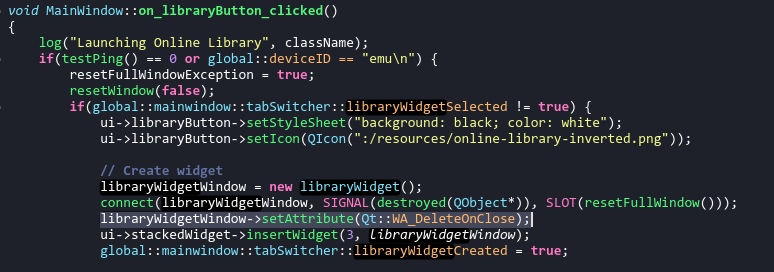 void MainWindow::on_libraryButton_clicked()
{
    log("Launching Online Library", className);
    if(testPing() == 0 or global::deviceID == "emu\n") {
        resetFullWindowException = true;
        resetWindow(false);
        if(global::mainwindow::tabSwitcher::libraryWidgetSelected != true) {
            ui->libraryButton->setStyleSheet("background: black; color: white");
            ui->libraryButton->setIcon(QIcon(":/resources/online-library-inverted.png"));

            // Create widget
            libraryWidgetWindow = new libraryWidget();
            connect(libraryWidgetWindow, SIGNAL(destroyed(QObject*)), SLOT(resetFullWindow()));
            libraryWidgetWindow->setAttribute(Qt::WA_DeleteOnClose);
            ui->stackedWidget->insertWidget(3, libraryWidgetWindow);
            global::mainwindow::tabSwitcher::libraryWidgetCreated = true;